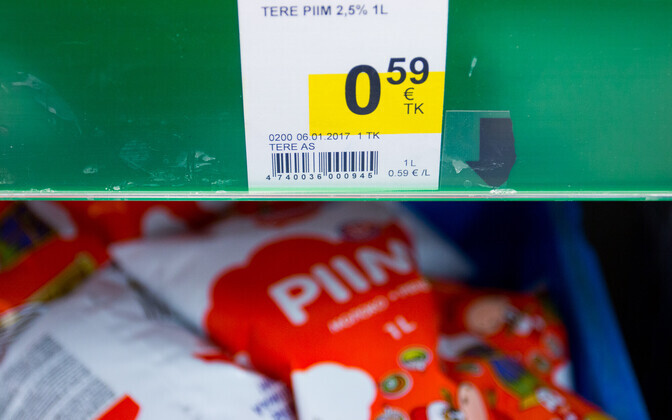 TERE PIIM 2,5% 1L
0 59
€
TK
0200 06.01.2017 1 TK
TERE AS
1 L
4 740036 000945
0.59 € /L
PIIM
1L